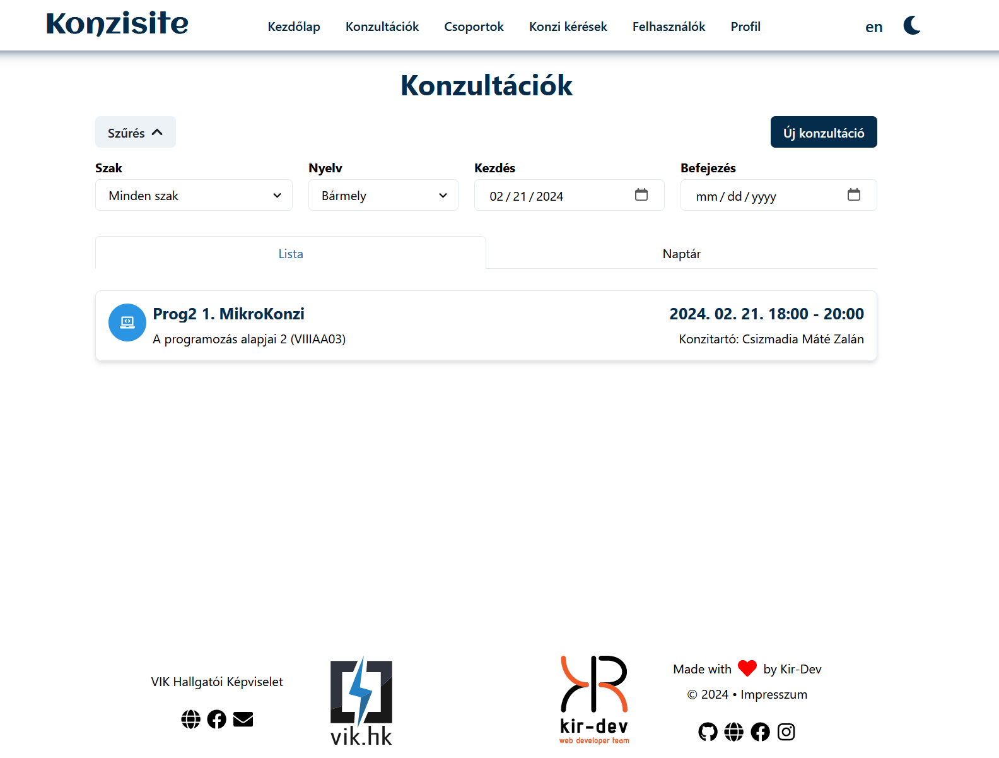 Konzisite
Kezdőlap Konzultációk Csoportok Konzi kérések Felhasználók Profil en
Konzultációk
Szűrés Új konzultáció
Szak Nyelv Kezdés Befejezés
Minden szak Bármely 02/21/2024 mm/dd/yyyy
Lista Naptár
Prog2 1. MikroKonzi 2024. 02. 21. 18:00 - 20:00
A programozás alapjai 2 (VIIIAA03) Konzitartó: Csizmadia Máté Zalán
VIK Hallgatói Képviselet
vik.hk
kir-dev
web developer team
Made with by Kir-Dev
© 2024 • Impresszum